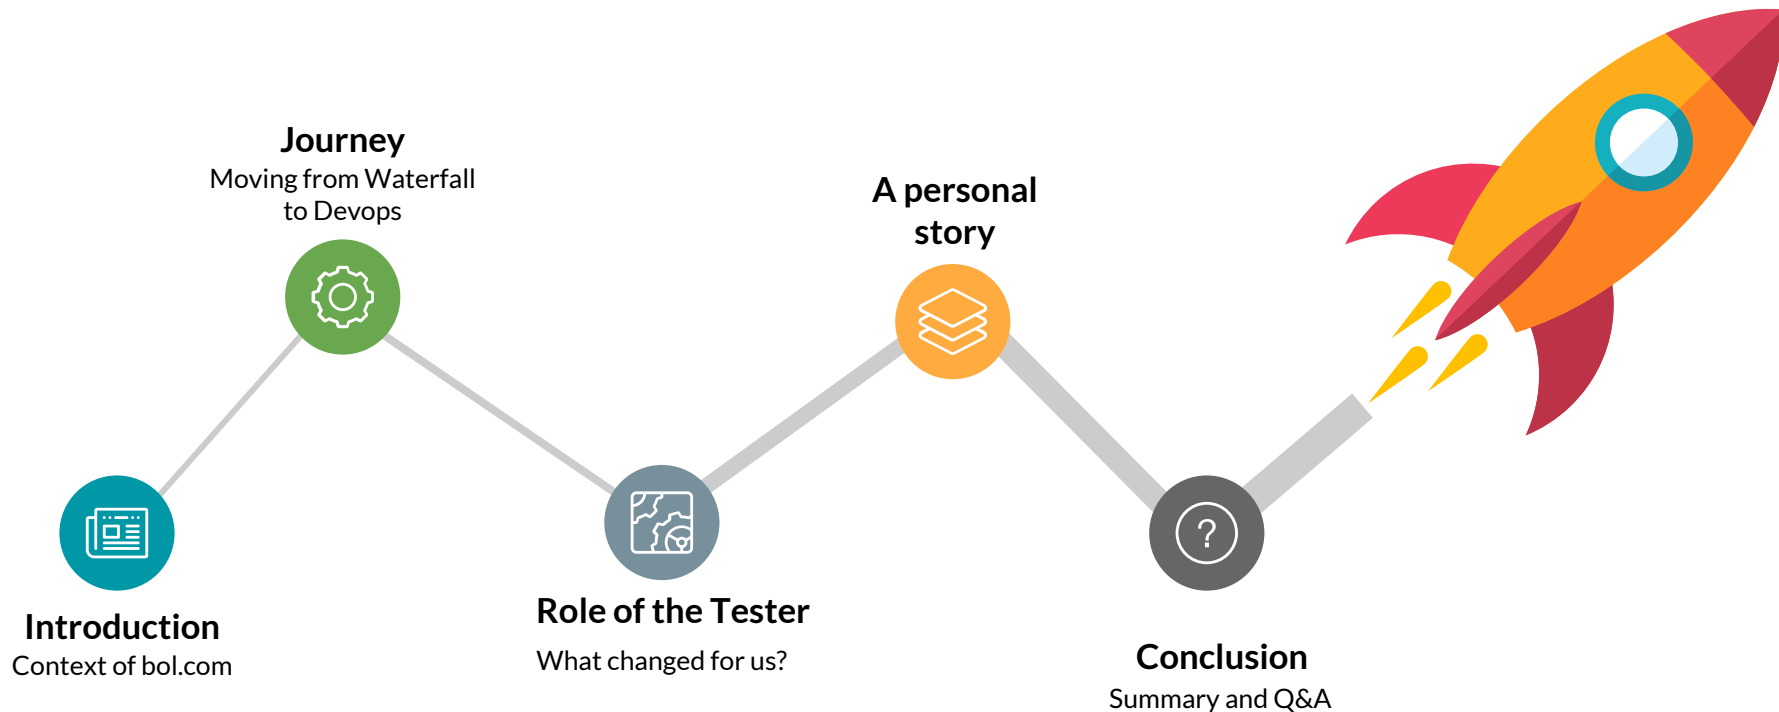 Journey
Moving from Waterfall
to Devops
A personal
story
?
Introduction
Context of bol.com
Role of the Tester
What changed for us?
Conclusion
Summary and Q&A